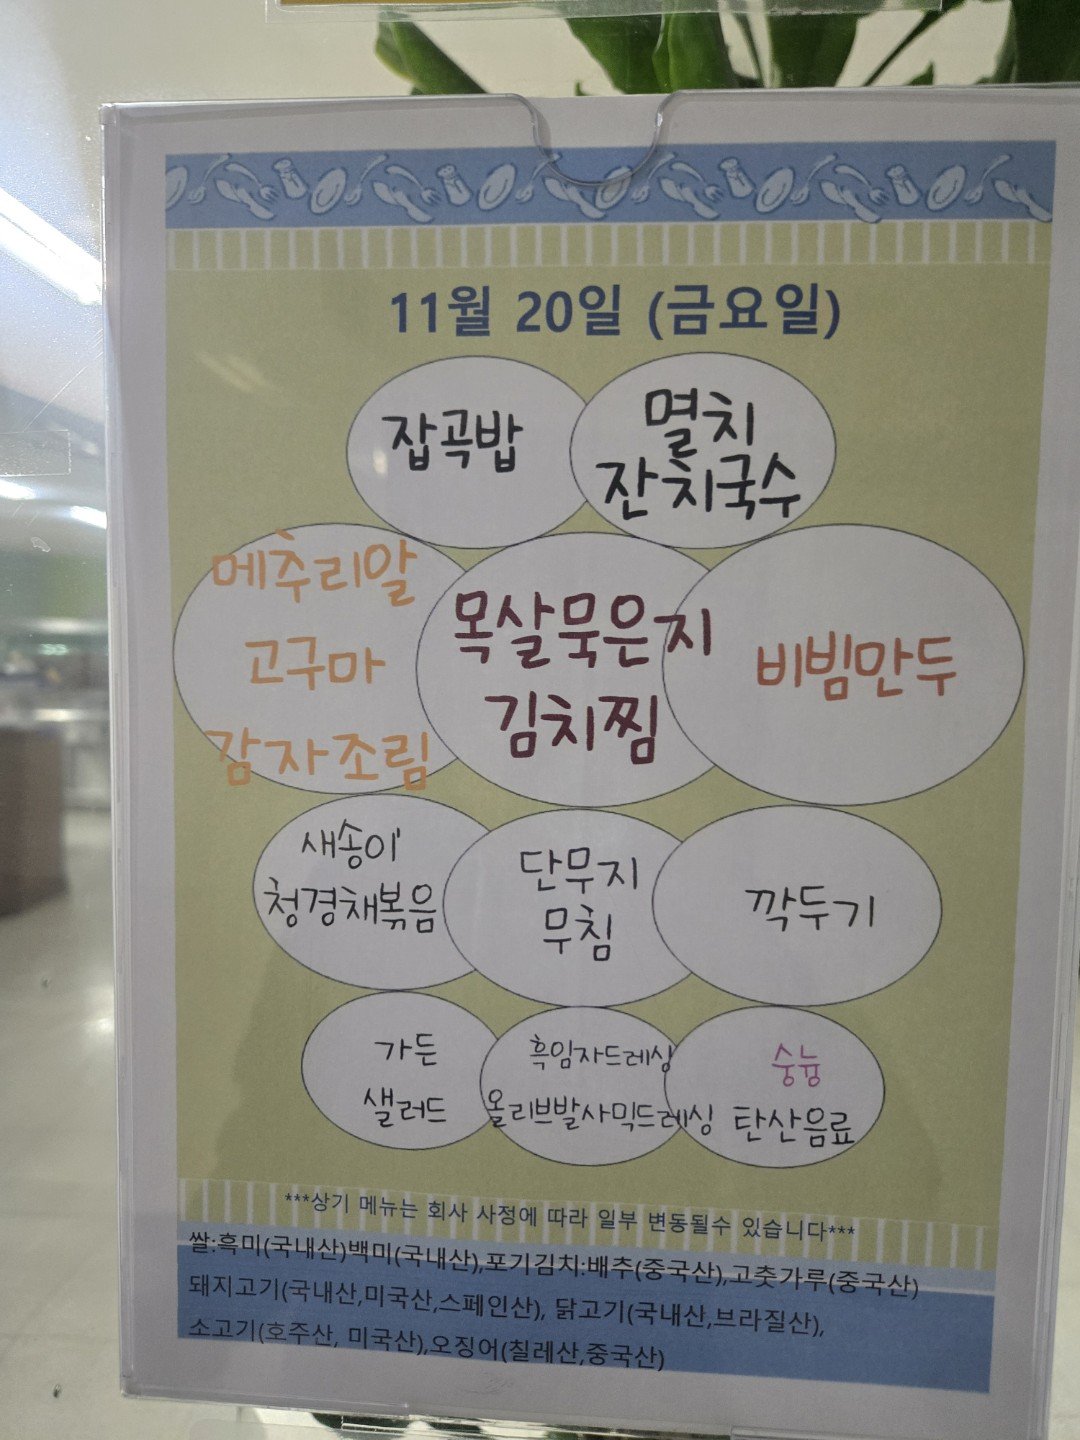 11월 20일 (금요일)
잡곡밥
멸치
잔치국수
메추리알
고구마
감자조림
목살묵은지
김치찜
비빔만두
새송이
청경채볶음
단무지
무침
깍두기
가든
샐러드
흑임자드레싱
올리브발사믹드레싱
숭늉
탄산음료
***상기 메뉴는 회사 사정에 따라 일부 변동될수 있습니다***
쌀:흑미(국내산)백미(국내산),포기김치:배추(중국산),고춧가루(중국산)
돼지고기(국내산,미국산,스페인산), 닭고기(국내산,브라질산),
소고기(호주산, 미국산),오징어(칠레산,중국산)